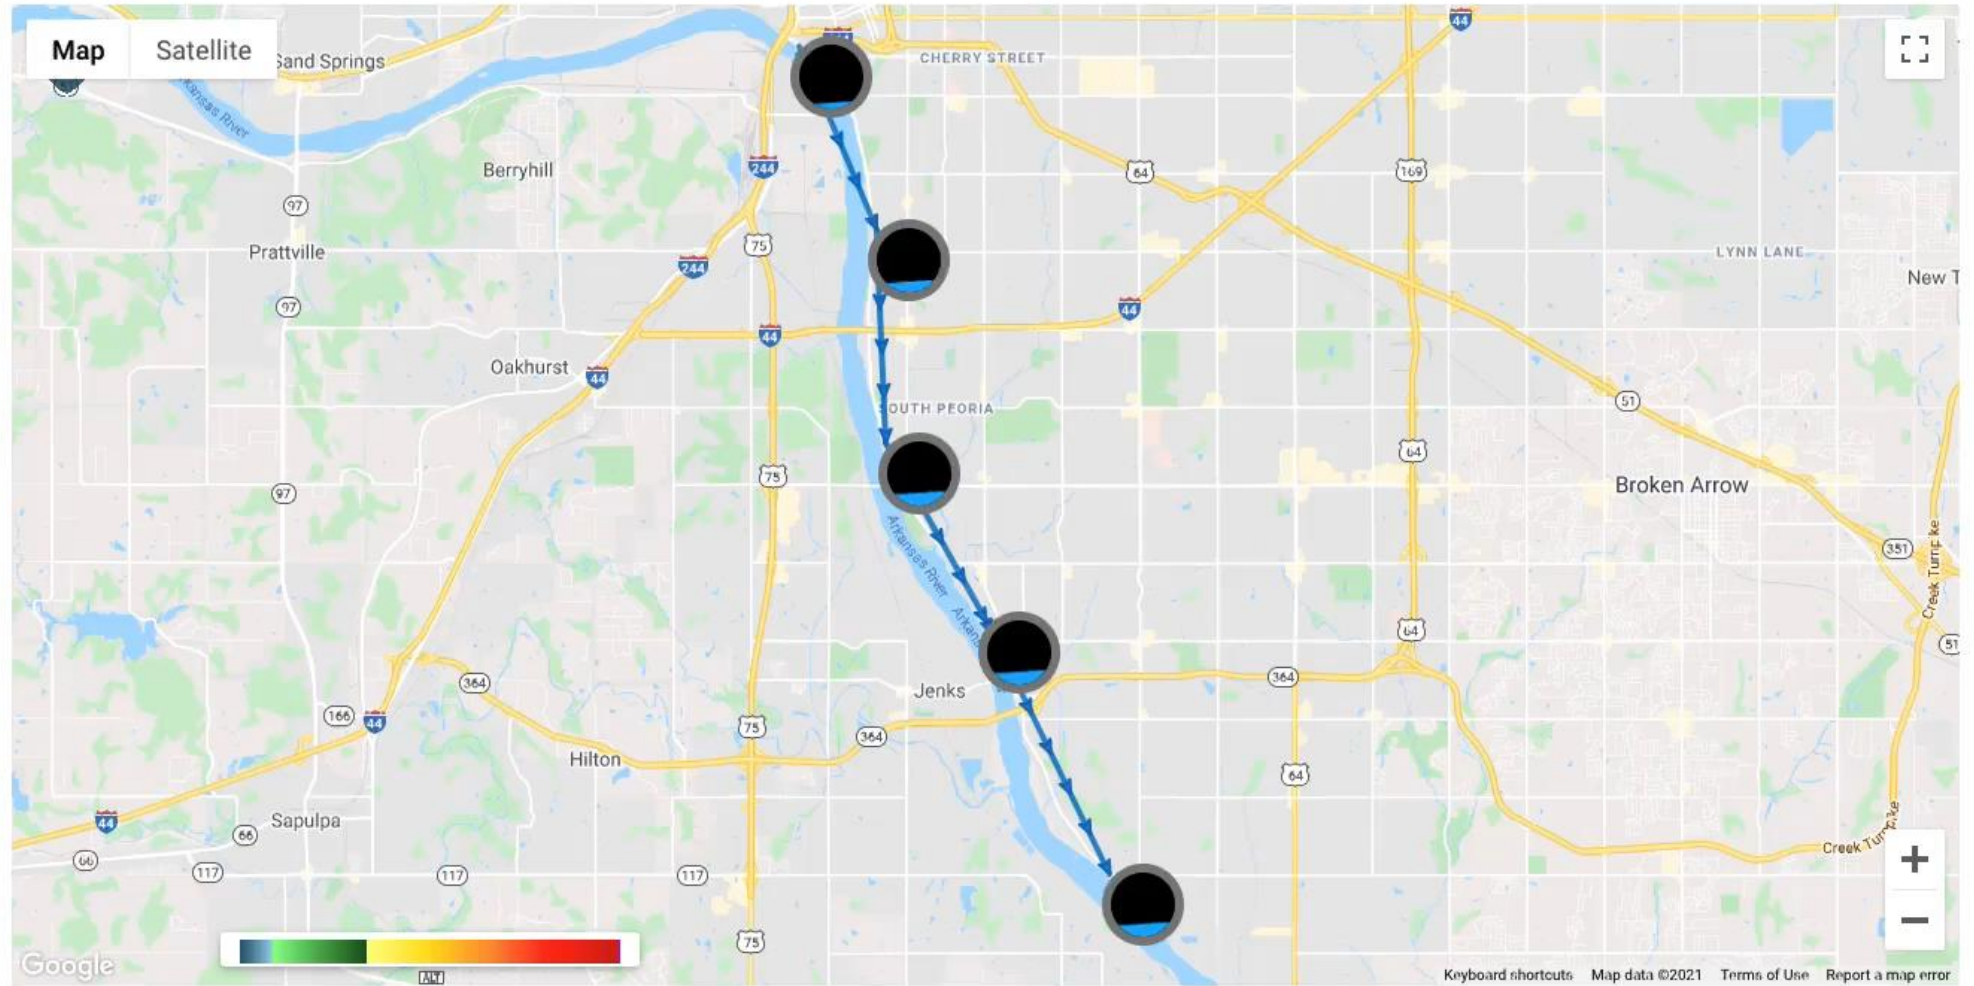 Map Satellite
Sand Springs
CHERRY STREET
44
Arkansas River
Berryhill
244
64
169
97
Prattville
75
LYNN LANE
244
New T
97
44
44
Oakhurst
44
51
SOUTH PEORIA
64
75
Broken Arrow
97
Arkansas River
351
Creek Turnpike
64
51
364
364
Jenks
166
44
75
364
Hilton
64
44
Sapulpa
66
66
117
117
117
Creek Turnpike
75
Google
ALT
Keyboard shortcuts Map data ©2021 Terms of Use Report a map error